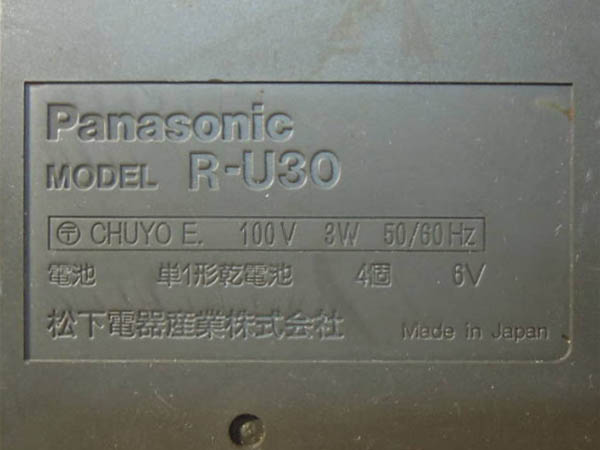 Panasonic
MODEL R-U30
〒 CHUYO E. 100V 3W 50/60Hz
電池 単1形乾電池 4個 6V
松下電器産業株式会社 Made in Japan